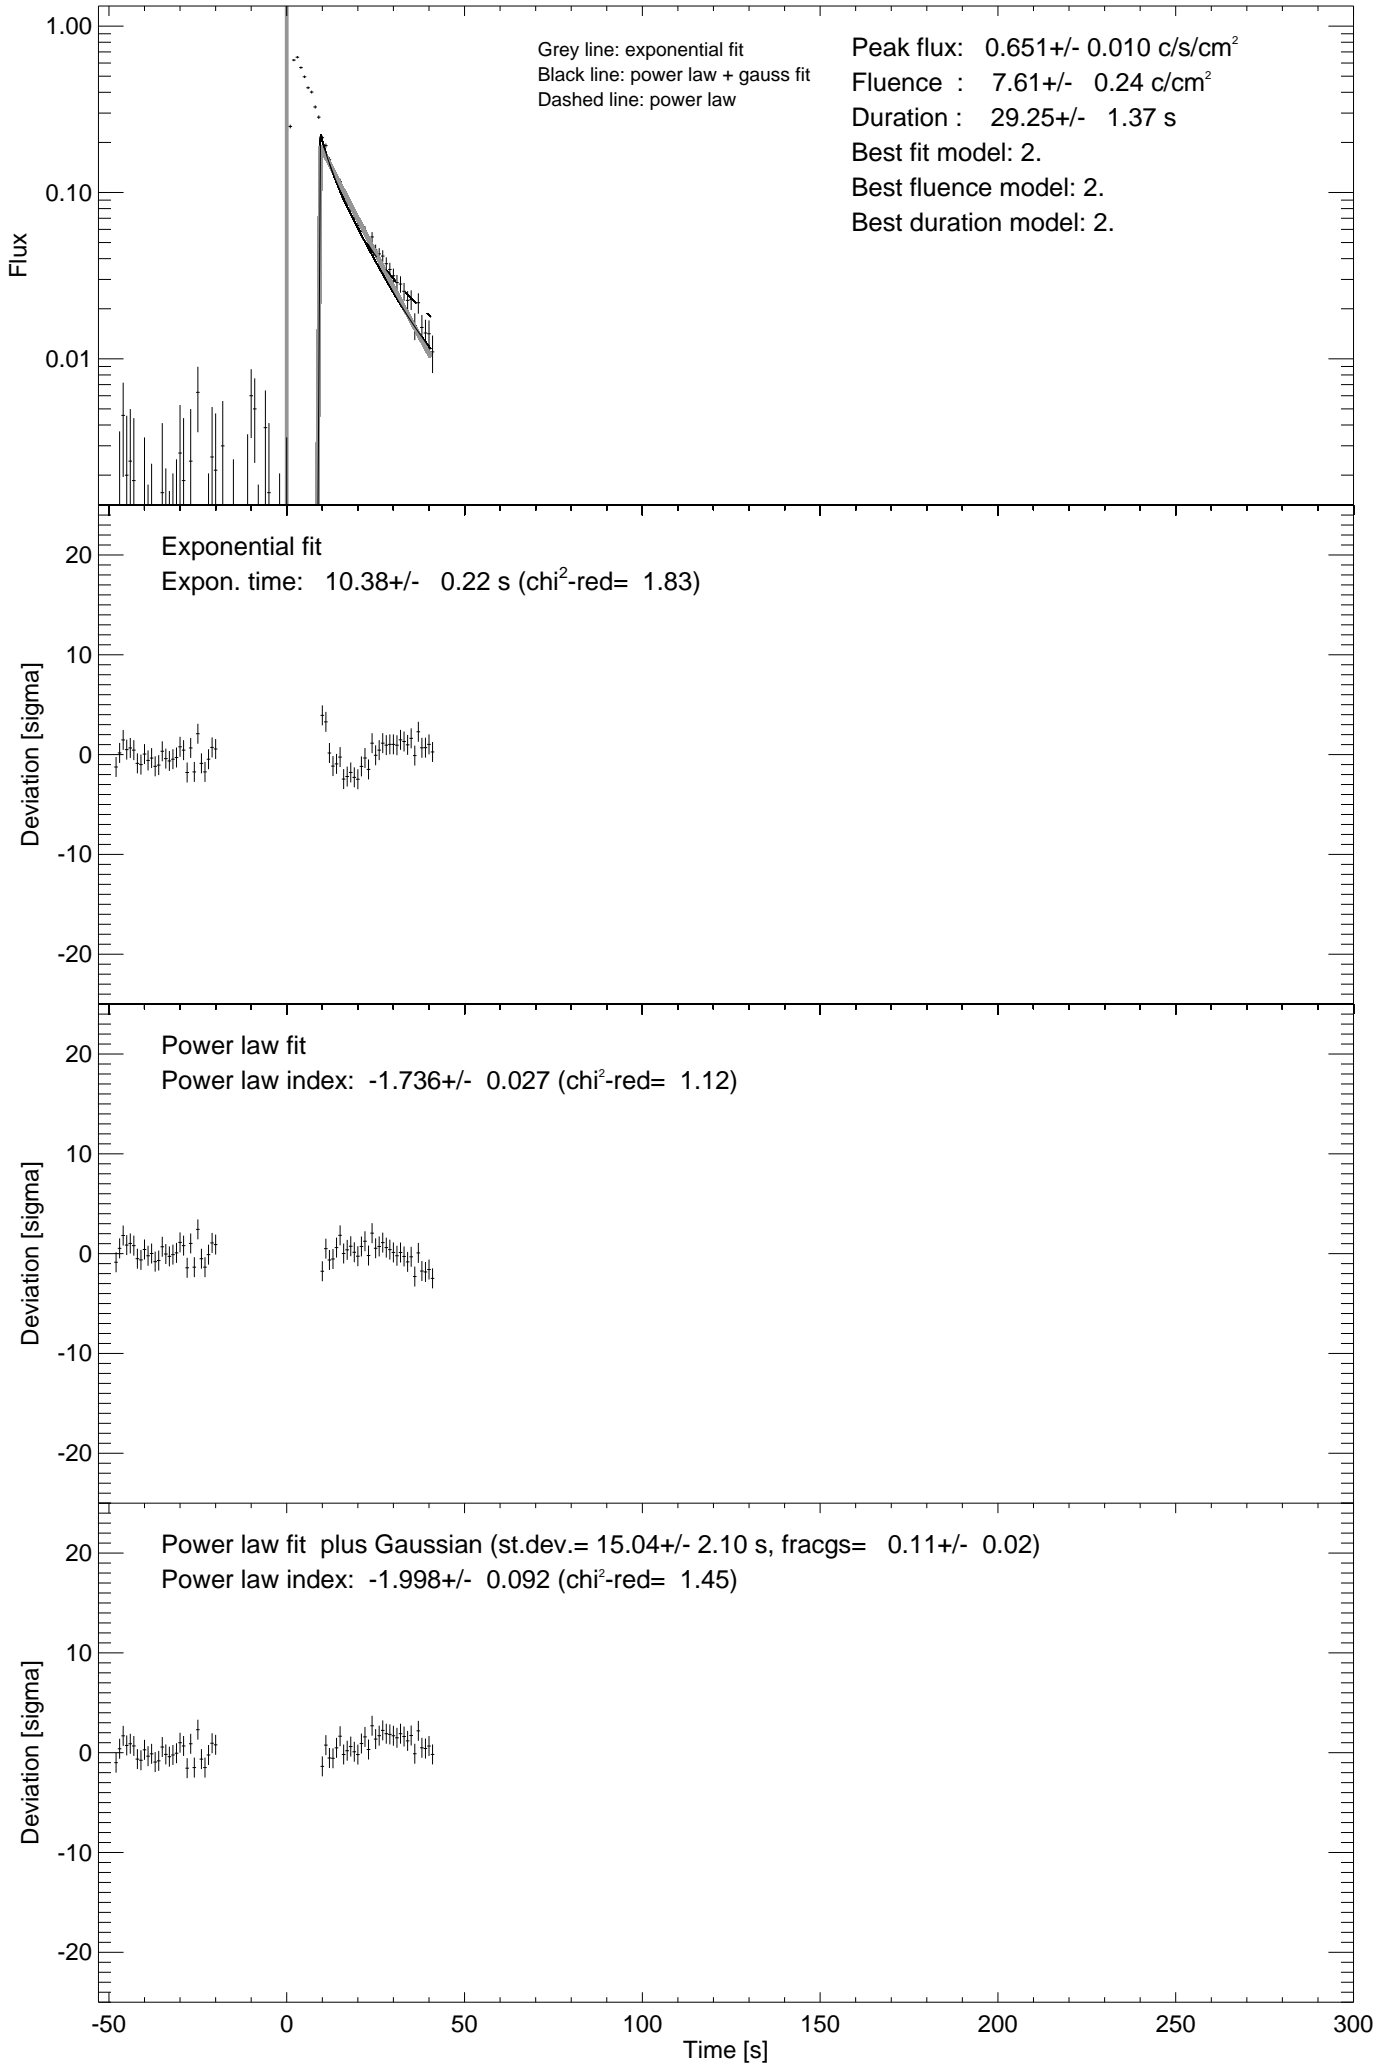 1.00
0.10
0.01
Flux
Grey line: exponential fit
Black line: power law + gauss fit
Dashed line: power law
Peak flux: 0.651+/- 0.010 c/s/cm²
Fluence : 7.61+/- 0.24 c/cm²
Duration : 29.25+/- 1.37 s
Best fit model: 2.
Best fluence model: 2.
Best duration model: 2.
Exponential fit
Expon. time: 10.38+/- 0.22 s (chi²-red= 1.83)
20
10
0
-10
-20
Deviation [sigma]
Power law fit
Power law index: -1.736+/- 0.027 (chi²-red= 1.12)
20
10
0
-10
-20
Deviation [sigma]
Power law fit plus Gaussian (st.dev.= 15.04+/- 2.10 s, fracgs= 0.11+/- 0.02)
Power law index: -1.998+/- 0.092 (chi²-red= 1.45)
20
10
0
-10
-20
Deviation [sigma]
-50 0 50 100 150 200 250 300
Time [s]